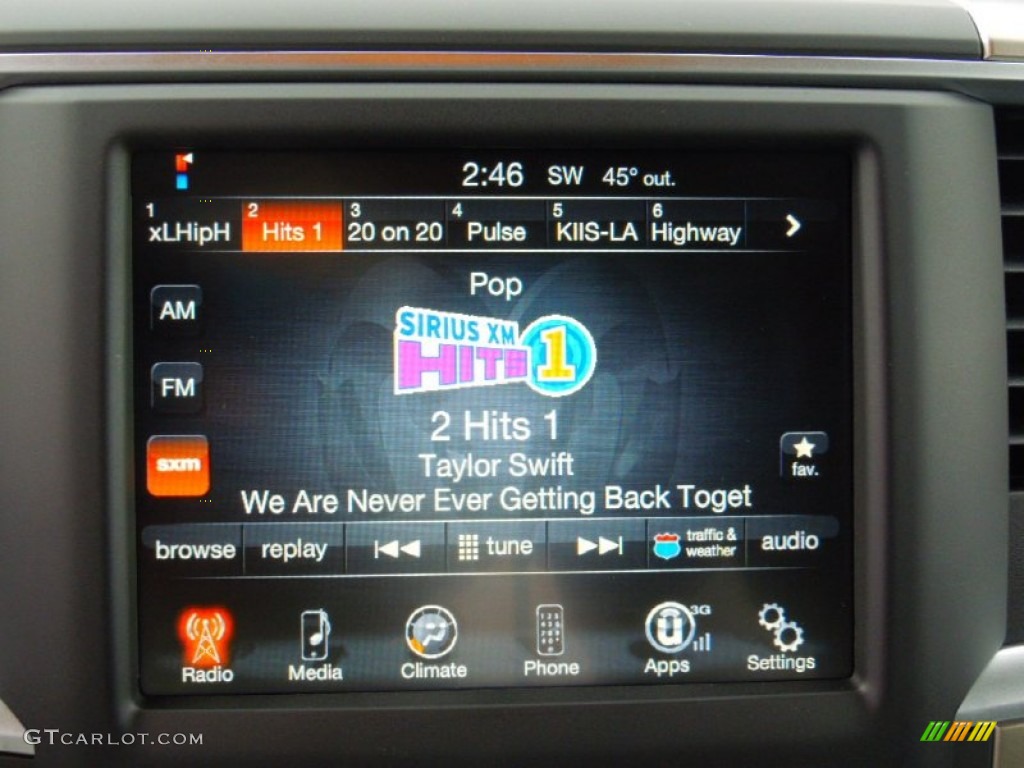 2:46 SW 45° out.
1 xLHipH 2 Hits 1 3 20 on 20 4 Pulse 5 KIIS-LA 6 Highway
Pop
AM
SIRIUS XM
HITS 1
FM
2 Hits 1
sxm
Taylor Swift
fav.
We Are Never Ever Getting Back Toget
browse replay tune traffic & weather audio
3G
Radio Media Climate Phone Apps Settings
GTCARLOT.COM